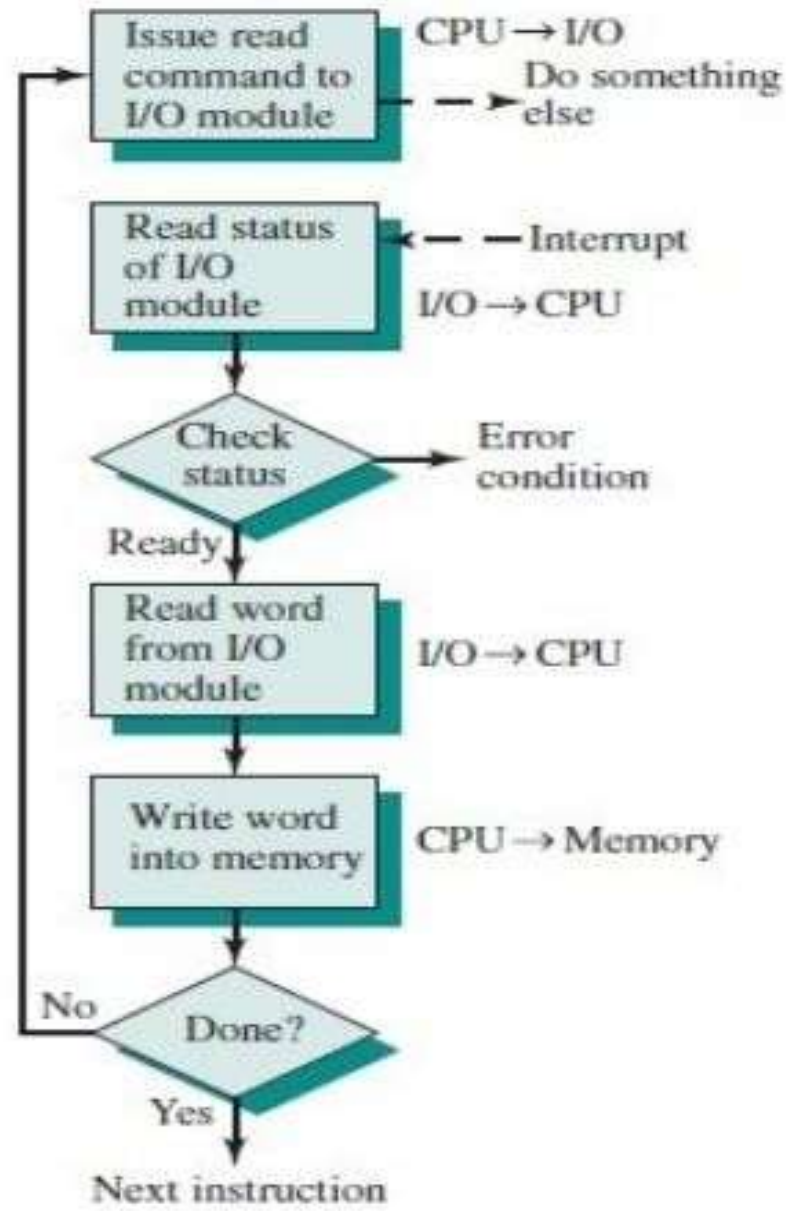 Issue read
command to
I/O module
CPU → I/O
Do something
else
Read status
of I/O
module
Interrupt
I/O → CPU
Check
status
Error
condition
Ready
Read word
from I/O
module
I/O → CPU
Write word
into memory
CPU → Memory
No
Done?
Yes
Next instruction